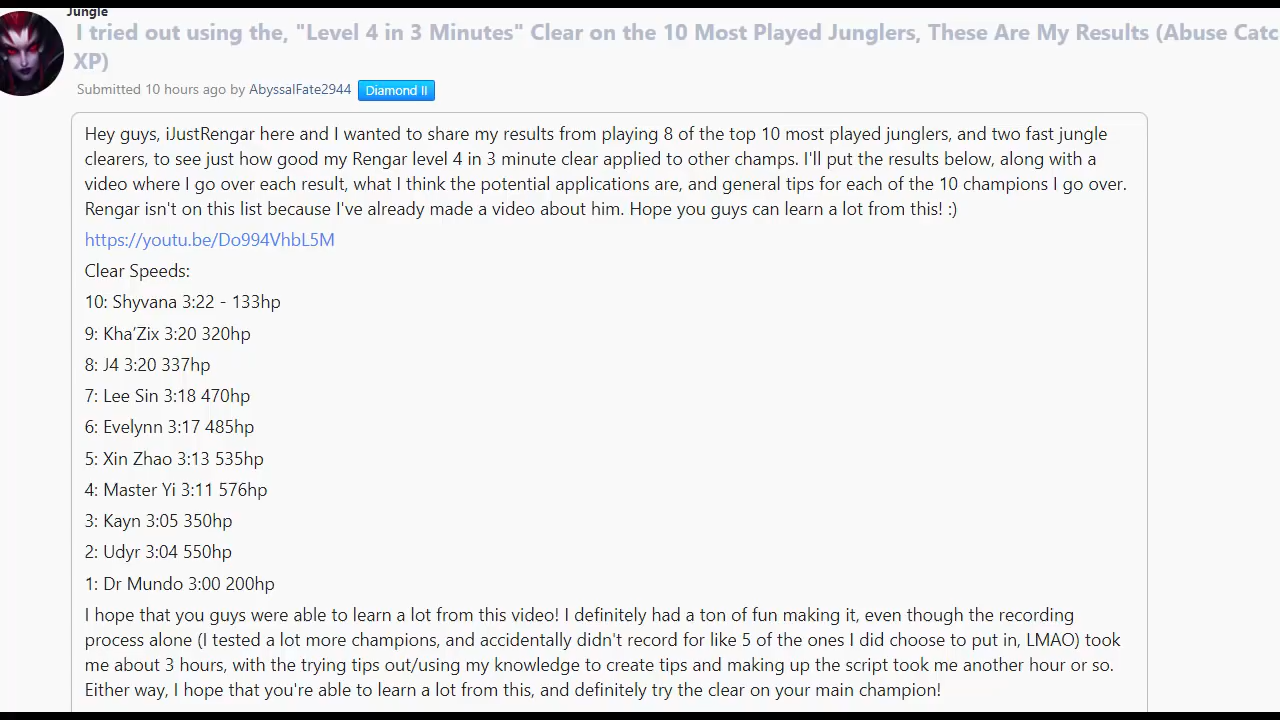 Jungle
I tried out using the, "Level 4 in 3 Minutes" Clear on the 10 Most Played Junglers, These Are My Results (Abuse Catc
XP)
Submitted 10 hours ago by AbyssalFate2944 Diamond II
Hey guys, iJustRengar here and I wanted to share my results from playing 8 of the top 10 most played junglers, and two fast jungle
clearers, to see just how good my Rengar level 4 in 3 minute clear applied to other champs. I'll put the results below, along with a
video where I go over each result, what I think the potential applications are, and general tips for each of the 10 champions I go over.
Rengar isn't on this list because I've already made a video about him. Hope you guys can learn a lot from this! :)
https://youtu.be/Do994VhbL5M
Clear Speeds:
10: Shyvana 3:22 - 133hp
9: Kha’Zix 3:20 320hp
8: J4 3:20 337hp
7: Lee Sin 3:18 470hp
6: Evelynn 3:17 485hp
5: Xin Zhao 3:13 535hp
4: Master Yi 3:11 576hp
3: Kayn 3:05 350hp
2: Udyr 3:04 550hp
1: Dr Mundo 3:00 200hp
I hope that you guys were able to learn a lot from this video! I definitely had a ton of fun making it, even though the recording
process alone (I tested a lot more champions, and accidentally didn't record for like 5 of the ones I did choose to put in, LMAO) took
me about 3 hours, with the trying tips out/using my knowledge to create tips and making up the script took me another hour or so.
Either way, I hope that you're able to learn a lot from this, and definitely try the clear on your main champion!